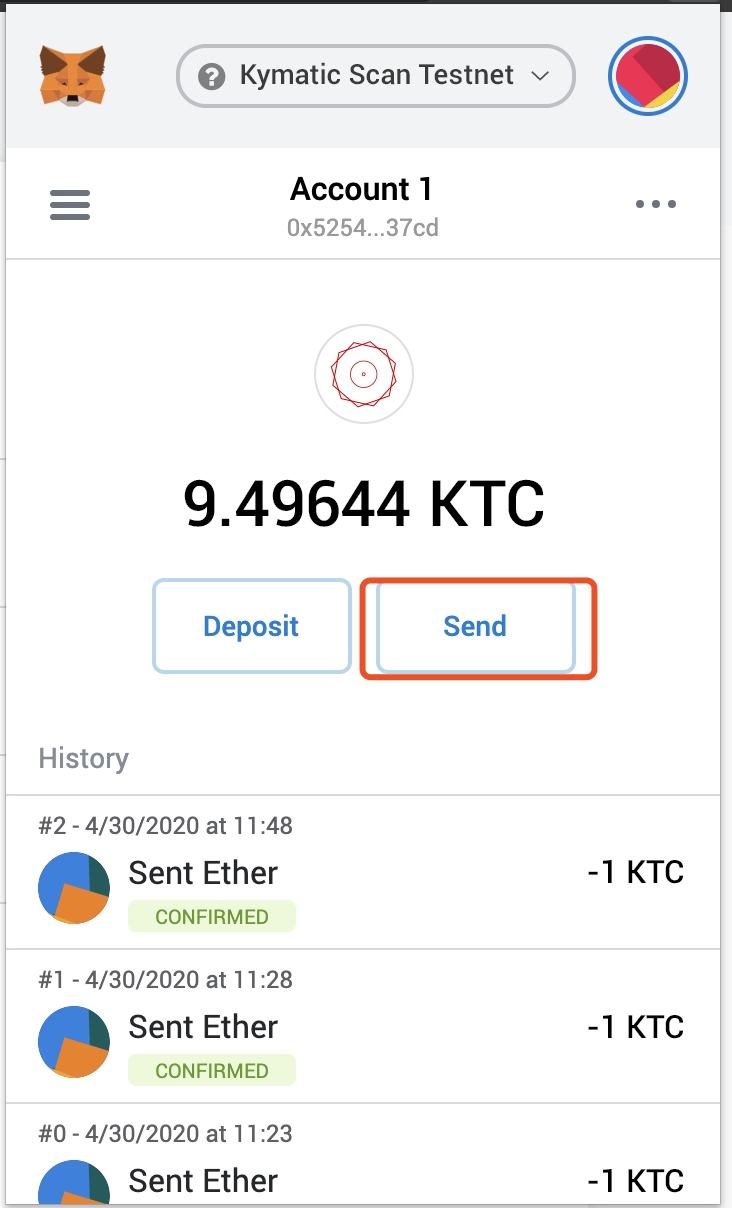 ? Kymatic Scan Testnet
Account 1
0x5254...37cd
9.49644 KTC
Deposit Send
History
#2 - 4/30/2020 at 11:48
Sent Ether -1 KTC
CONFIRMED
#1 - 4/30/2020 at 11:28
Sent Ether -1 KTC
CONFIRMED
#0 - 4/30/2020 at 11:23
Sent Ether -1 KTC